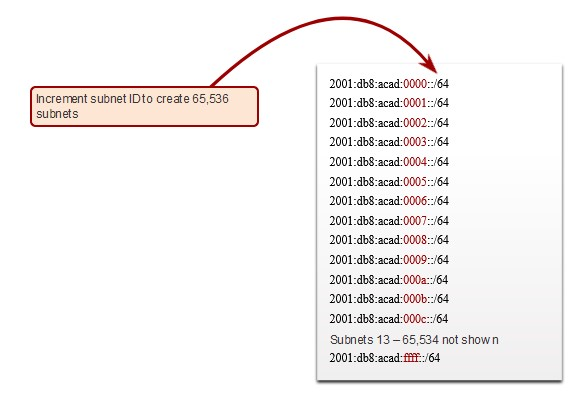 Increment subnet ID to create 65,536
subnets
2001:db8:acad:0000::/64
2001:db8:acad:0001::/64
2001:db8:acad:0002::/64
2001:db8:acad:0003::/64
2001:db8:acad:0004::/64
2001:db8:acad:0005::/64
2001:db8:acad:0006::/64
2001:db8:acad:0007::/64
2001:db8:acad:0008::/64
2001:db8:acad:0009::/64
2001:db8:acad:000a::/64
2001:db8:acad:000b::/64
2001:db8:acad:000c::/64
Subnets 13 – 65,534 not shown
2001:db8:acad:ffff::/64